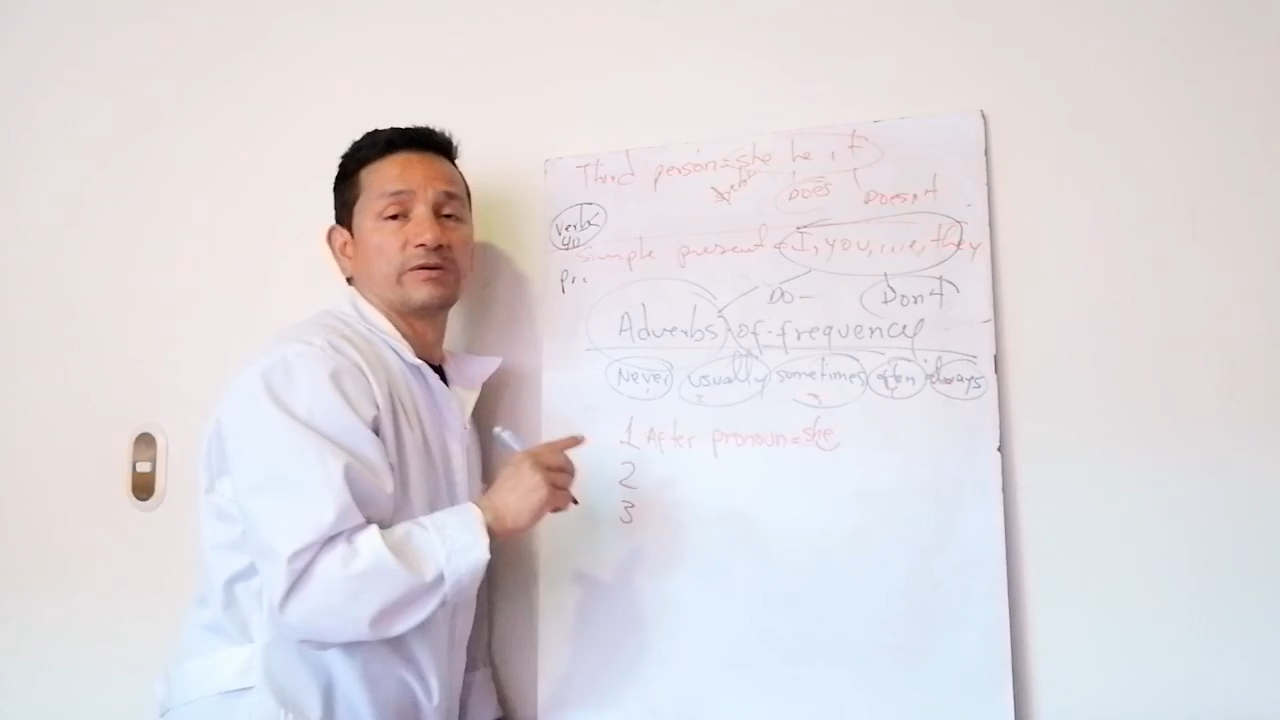 Third person = she he it
DOES Doesnt
verbs
simple present = I, you, we, they
DO - Don't
Adverbs of frequency
Never usually sometimes often always
1 After pronoun = she
2
3